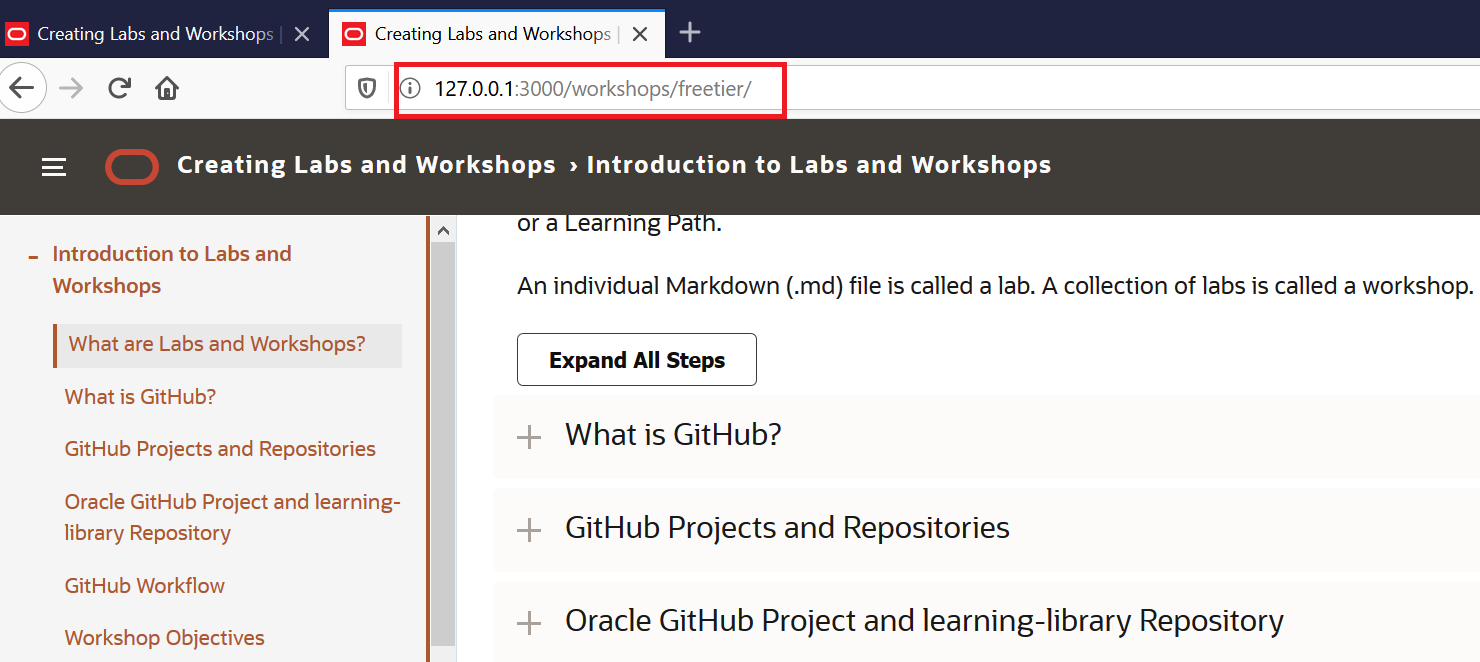 Creating Labs and Workshops |
Creating Labs and Workshops |
127.0.0.1:3000/workshops/freetier/
Creating Labs and Workshops › Introduction to Labs and Workshops
– Introduction to Labs and
Workshops
What are Labs and Workshops?
What is GitHub?
GitHub Projects and Repositories
Oracle GitHub Project and learning-
library Repository
GitHub Workflow
Workshop Objectives
or a Learning Path.
An individual Markdown (.md) file is called a lab. A collection of labs is called a workshop.
Expand All Steps
What is GitHub?
GitHub Projects and Repositories
Oracle GitHub Project and learning-library Repository